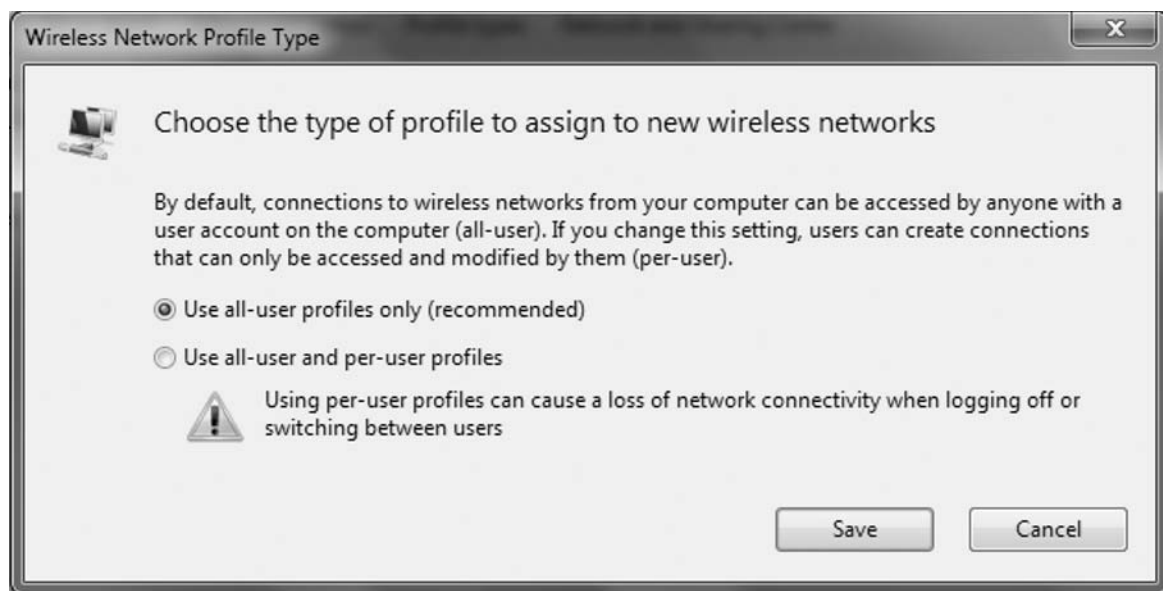 Wireless Network Profile Type
Choose the type of profile to assign to new wireless networks
By default, connections to wireless networks from your computer can be accessed by anyone with a
user account on the computer (all-user). If you change this setting, users can create connections
that can only be accessed and modified by them (per-user).
Use all-user profiles only (recommended)
Use all-user and per-user profiles
Using per-user profiles can cause a loss of network connectivity when logging off or
switching between users
Save
Cancel